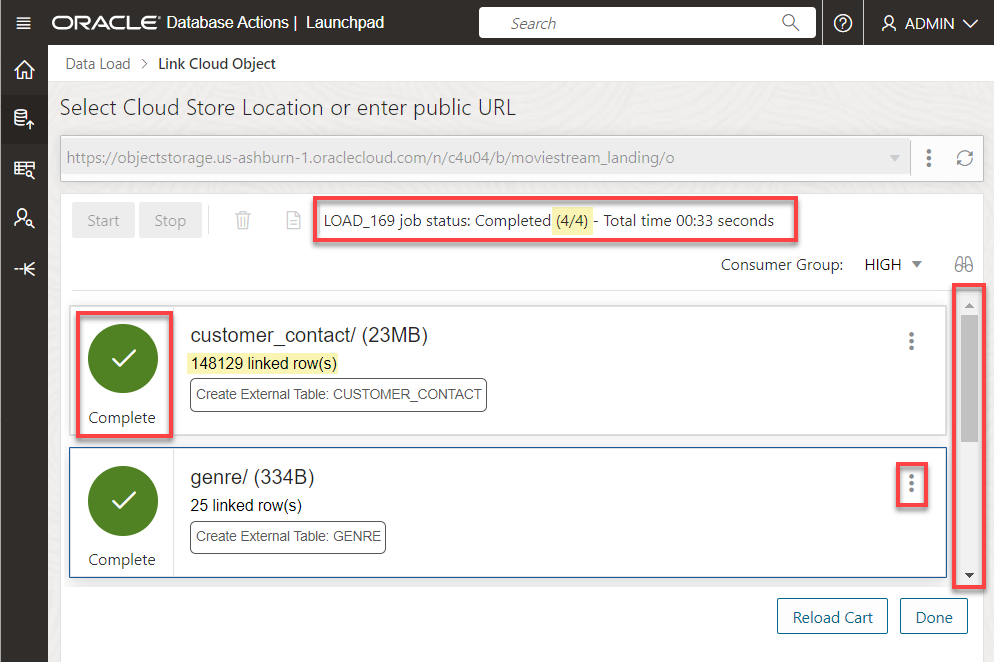 ORACLE Database Actions | Launchpad
Search
ADMIN
Data Load > Link Cloud Object
Select Cloud Store Location or enter public URL
https://objectstorage.us-ashburn-1.oraclecloud.com/n/c4u04/b/moviestream_landing/o
Start Stop LOAD_169 job status: Completed (4/4) - Total time 00:33 seconds
Consumer Group: HIGH
customer_contact/ (23MB)
148129 linked row(s)
Create External Table: CUSTOMER_CONTACT
Complete
genre/ (334B)
25 linked row(s)
Create External Table: GENRE
Complete
Reload Cart Done